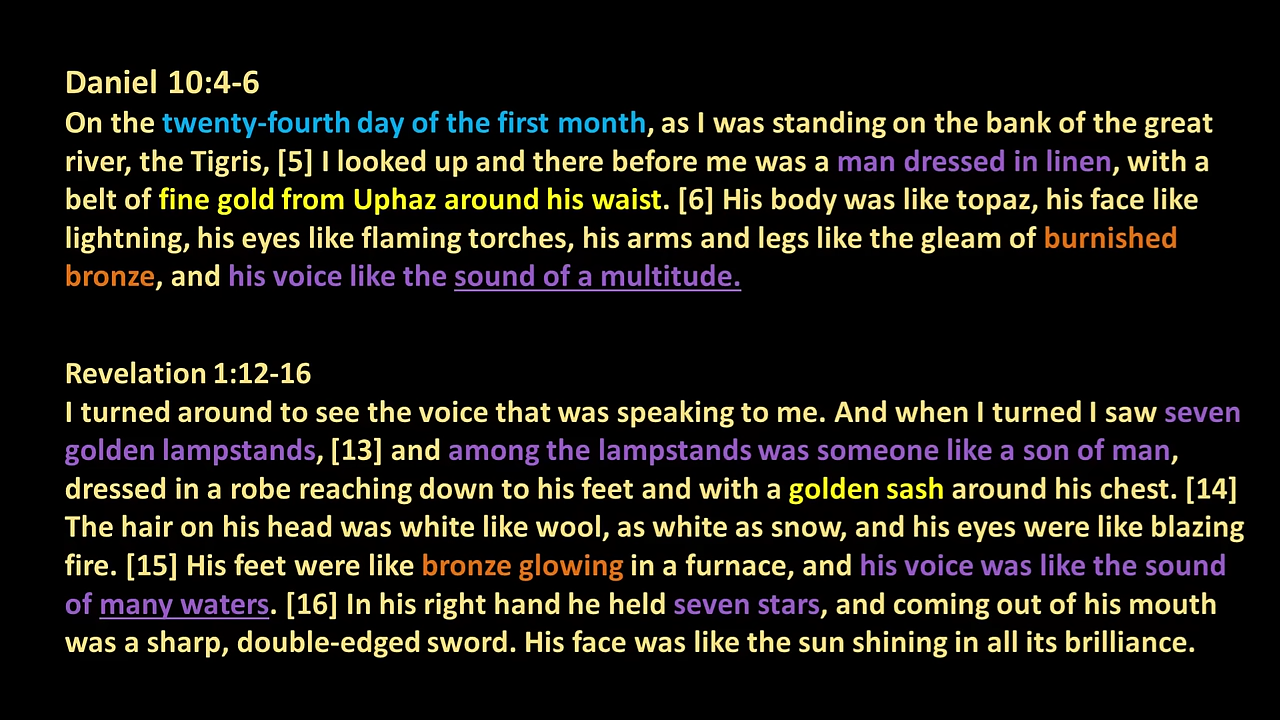 Daniel 10:4-6
On the twenty-fourth day of the first month, as I was standing on the bank of the great
river, the Tigris, [5] I looked up and there before me was a man dressed in linen, with a
belt of fine gold from Uphaz around his waist. [6] His body was like topaz, his face like
lightning, his eyes like flaming torches, his arms and legs like the gleam of burnished
bronze, and his voice like the sound of a multitude.
Revelation 1:12-16
I turned around to see the voice that was speaking to me. And when I turned I saw seven
golden lampstands, [13] and among the lampstands was someone like a son of man,
dressed in a robe reaching down to his feet and with a golden sash around his chest. [14]
The hair on his head was white like wool, as white as snow, and his eyes were like blazing
fire. [15] His feet were like bronze glowing in a furnace, and his voice was like the sound
of many waters. [16] In his right hand he held seven stars, and coming out of his mouth
was a sharp, double-edged sword. His face was like the sun shining in all its brilliance.